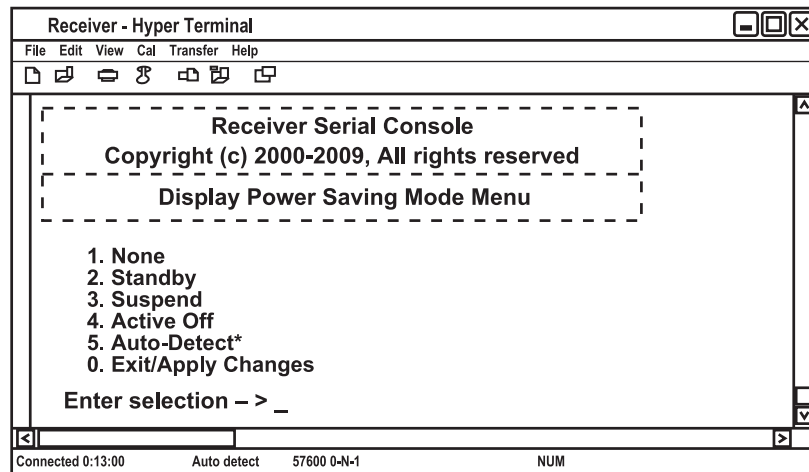 Receiver - Hyper Terminal
File Edit View Cal Transfer Help
Receiver Serial Console
Copyright (c) 2000-2009, All rights reserved
Display Power Saving Mode Menu
1. None
2. Standby
3. Suspend
4. Active Off
5. Auto-Detect*
0. Exit/Apply Changes
Enter selection – > _
Connected 0:13:00 Auto detect 57600 0-N-1 NUM